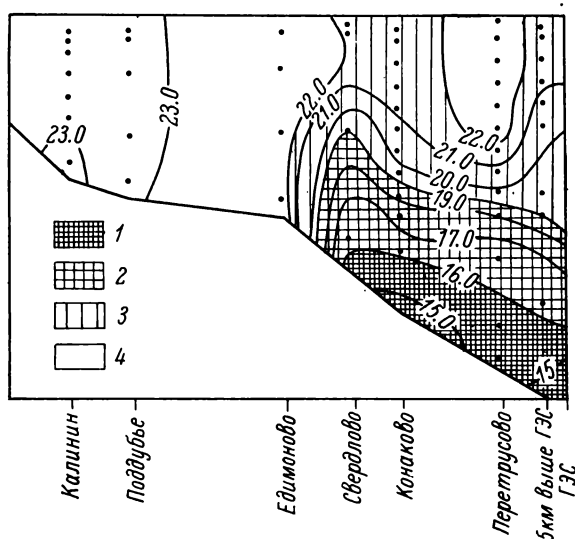 22.0
23.0
23.0
21.0
22.0
21.0
20.0
19.0
17.0
16.0
15.0
15
1
2
3
4
Калинин
Поддубье
Едимоново
Свердлово
Конаково
Перетрусово
5км выше ГЭС
ГЭС